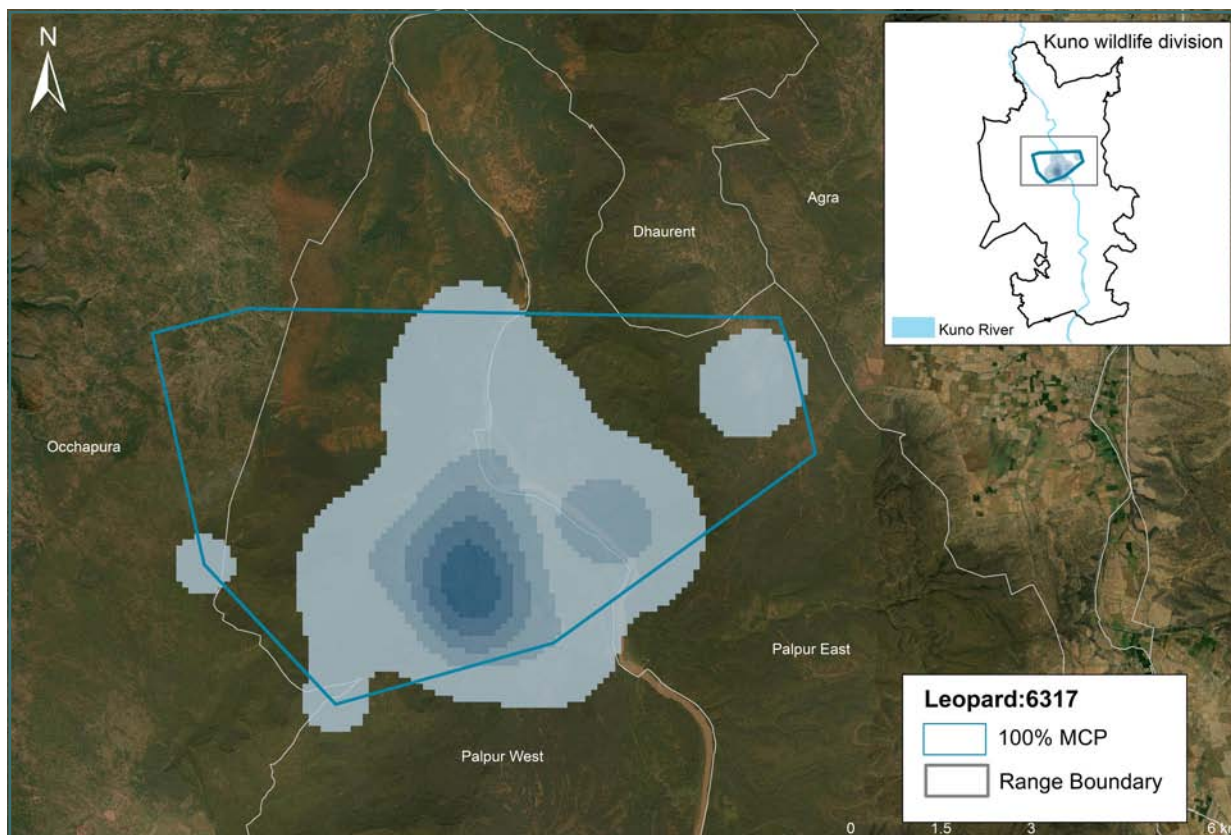 N
Kuno wildlife division
Kuno River
Agra
Dhaurent
Occhapura
Palpur East
Palpur West
Leopard:6317
100% MCP
Range Boundary
0 1.5 3